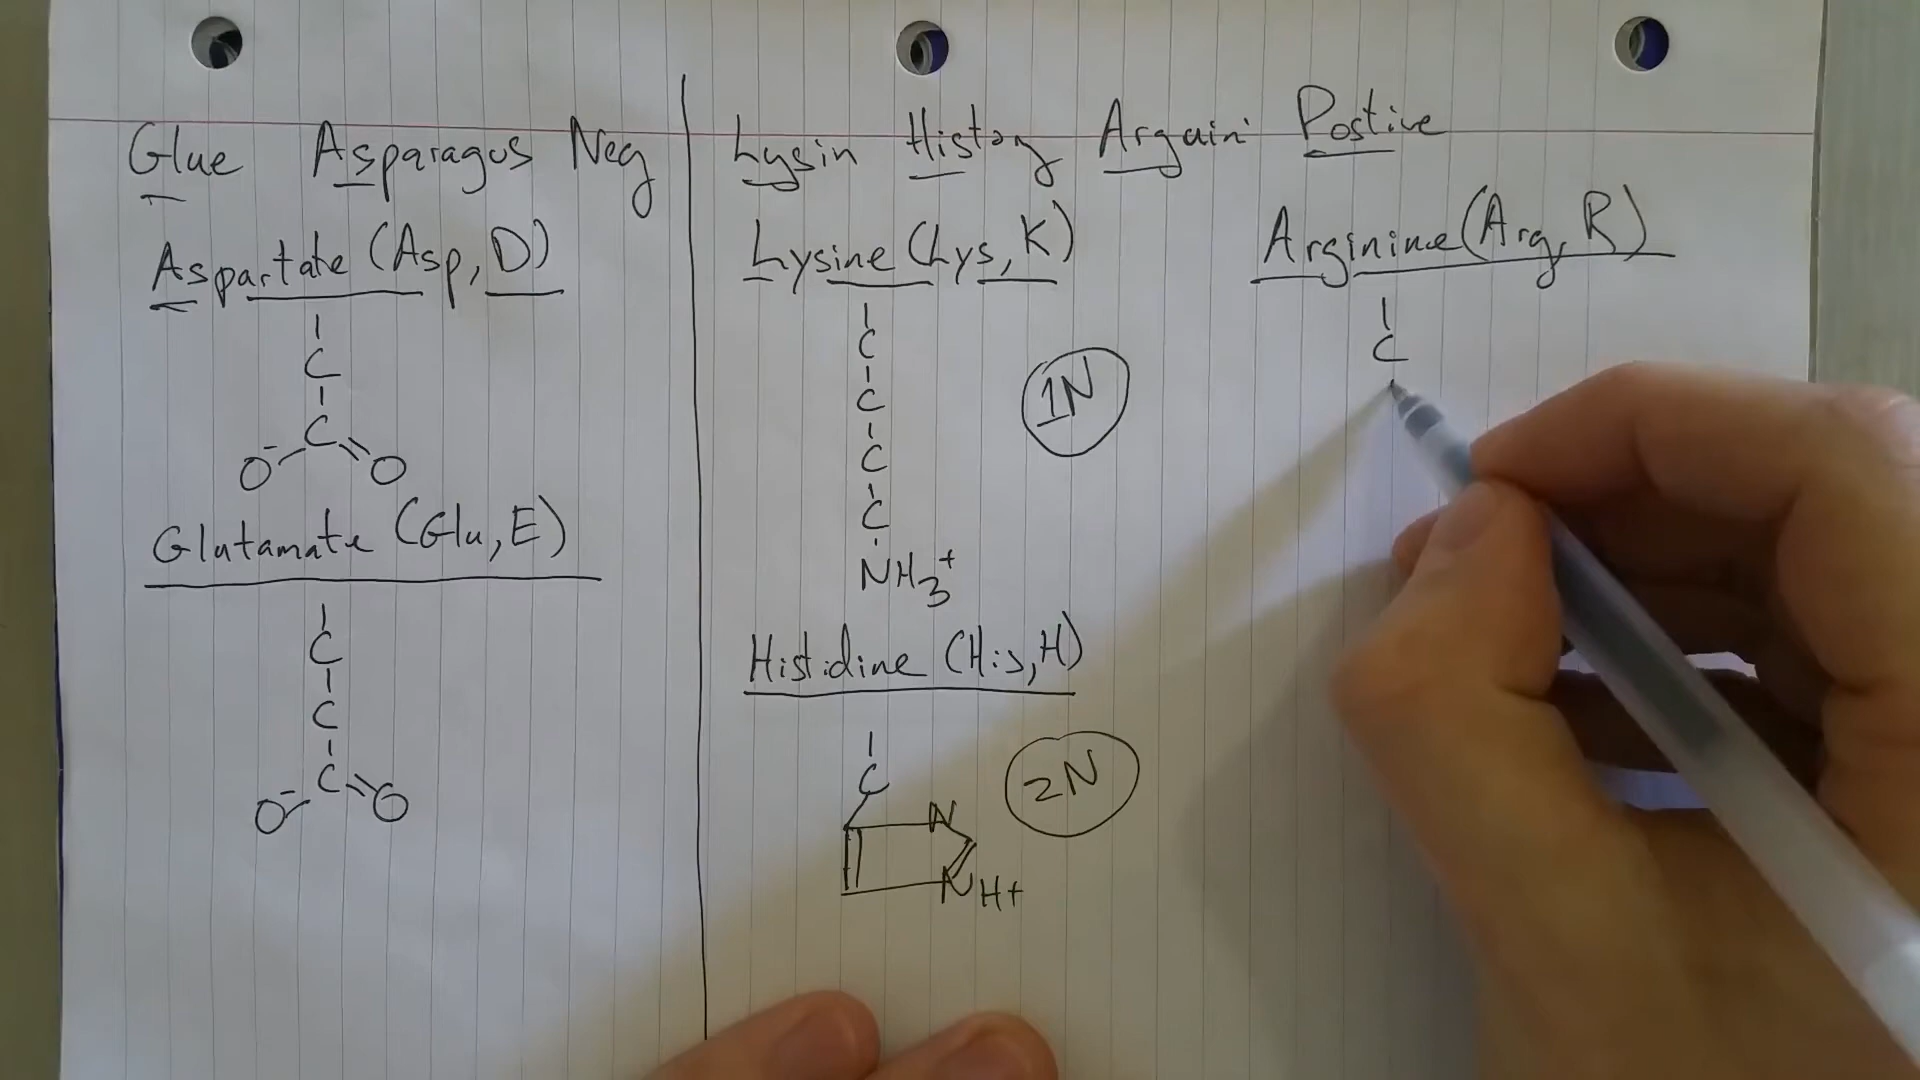 Glue Asparagus Neg
Aspartate (Asp, D)
C
C
O- O
Glutamate (Glu, E)
C
C
C
O- O
Lysin History Arguin' Postive
Lysine (Lys, K)
C
C
C
C
NH3+
1N
Histidine (His, H)
C
N
NH+
2N
Arginine (Arg, R)
C